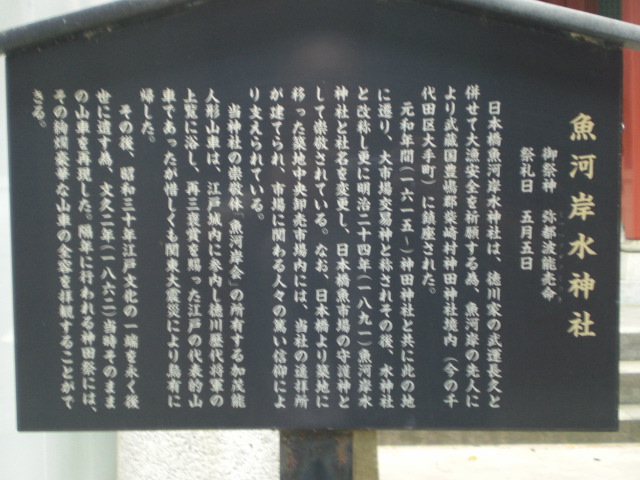 魚河岸水神社
御祭神　弥都波能売命
祭礼日　五月五日
日本橋魚河岸水神社は、徳川家の武運長久と
併せて大漁安全を祈願する為、魚河岸の先人に
より武蔵国豊嶋郡柴崎村神田神社境内（今の千
代田区大手町）に鎮座された。
元和年間（一六一五～）神田神社と共に此の地
に遷り、大市場交易神と称されその後、水神社
と改称し更に明治二十四年（一八九一）魚河岸水
神社と社名を変更し、日本橋魚市場の守護神と
して崇敬されている。なお、日本橋より築地に
移った築地中央卸売市場内には、当社の遥拝所
が建てられ、市場に関わる人々の篤い信仰によ
り支えられている。
当神社の崇敬体「魚河岸会」の所有する加茂能
人形山車は、江戸城内に参内し徳川歴代将軍の
上覧に浴し、再三褒賞を賜った江戸の代表的山
車であったが惜しくも関東大震災により烏有に
帰した。
その後、昭和三十年江戸文化の一端を永く後
世に遺す為、文久二年（一八六二）当時そのまま
の山車を再現した。隔年に行われる神田祭には、
その絢爛豪華な山車の全容を拝観することがで
きる。